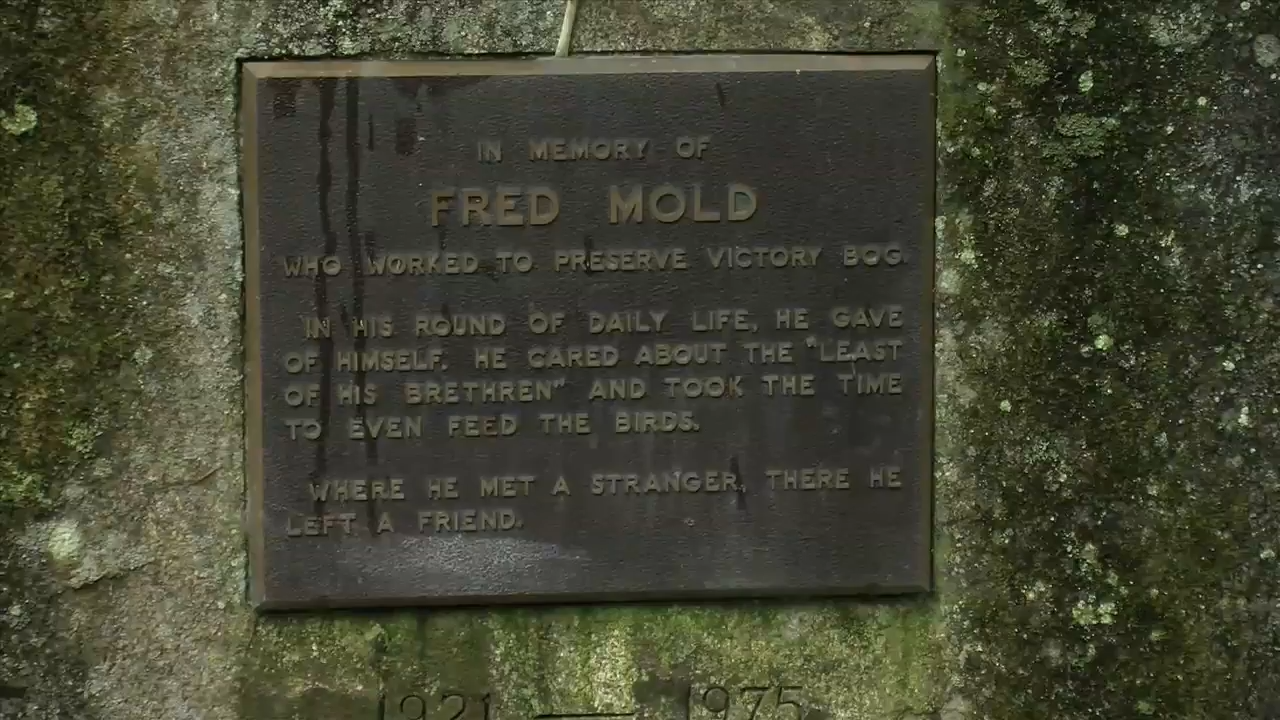 IN MEMORY OF
FRED MOLD
WHO WORKED TO PRESERVE VICTORY BOG.
IN HIS ROUND OF DAILY LIFE, HE GAVE
OF HIMSELF. HE CARED ABOUT THE "LEAST
OF HIS BRETHREN" AND TOOK THE TIME
TO EVEN FEED THE BIRDS.
WHERE HE MET A STRANGER, THERE HE
LEFT A FRIEND.
1921 — 1975